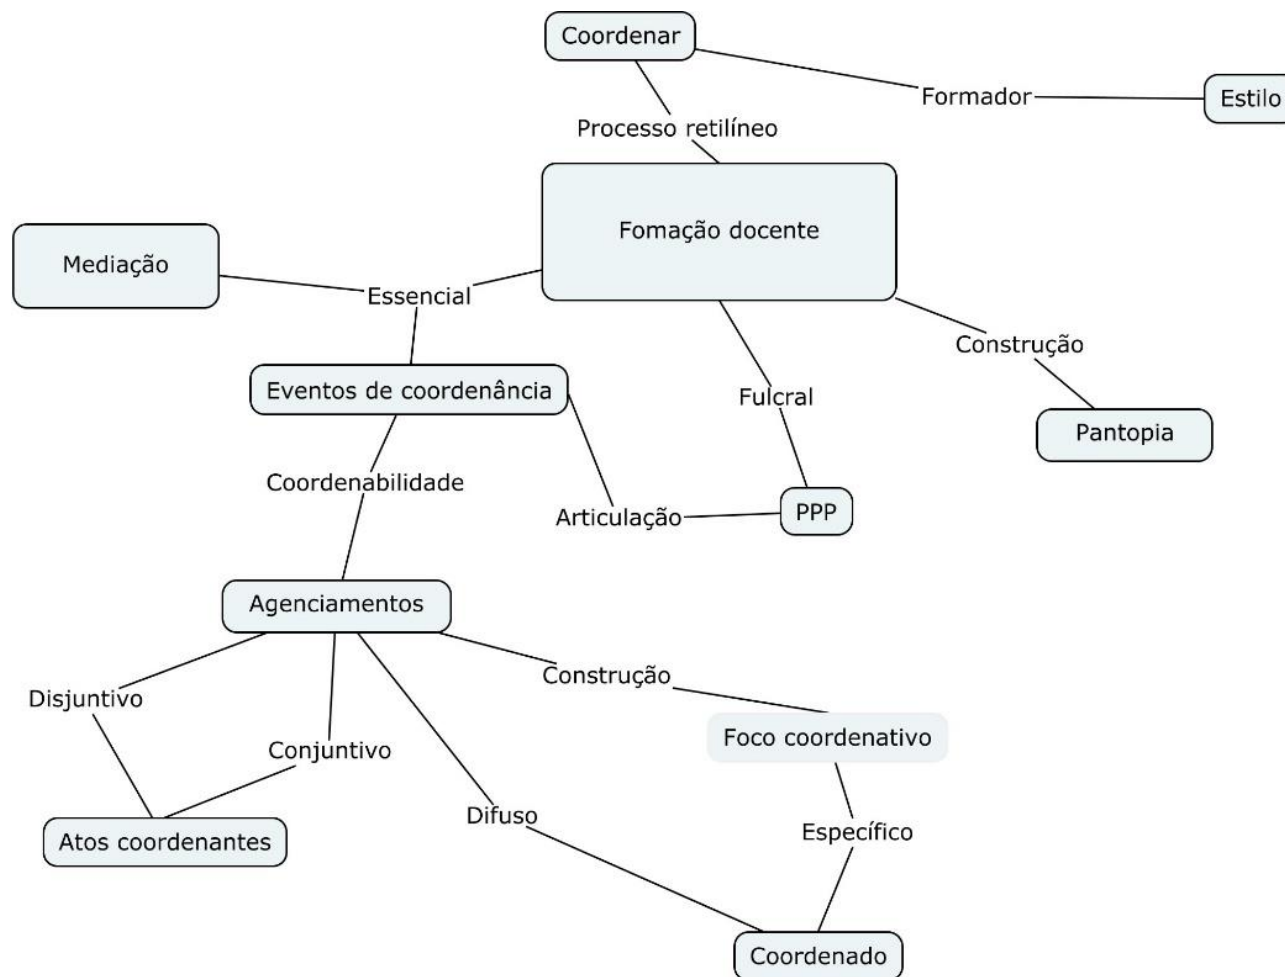 Coordenar
Formador
Estilo
Processo retilíneo
Fomação docente
Mediação
Essencial
Construção
Eventos de coordenância
Fulcral
Pantopia
Coordenabilidade
Articulação
PPP
Agenciamentos
Disjuntivo
Construção
Conjuntivo
Foco coordenativo
Difuso
Específico
Atos coordenantes
Coordenado